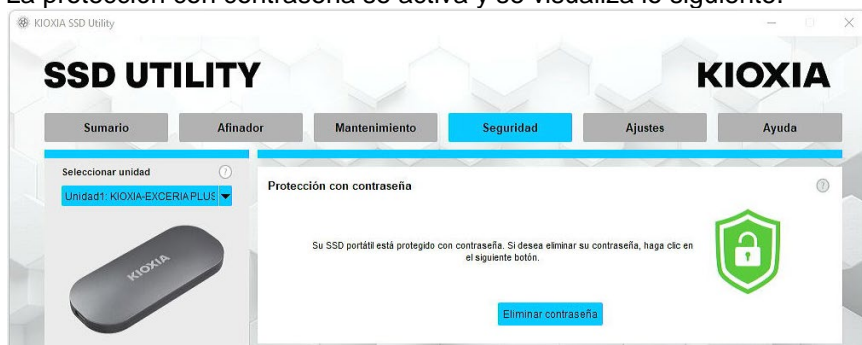 La protección con contraseña se activa y se visualiza lo siguiente:
KIOXIA SSD Utility
SSD UTILITY
KIOXIA
Sumario Afinador Mantenimiento Seguridad Ajustes Ayuda
Seleccionar unidad ?
Unidad1: KIOXIA-EXCERIA PLUS
KIOXIA
Protección con contraseña ?
Su SSD portátil está protegido con contraseña. Si desea eliminar su contraseña, haga clic en
el siguiente botón.
Eliminar contraseña